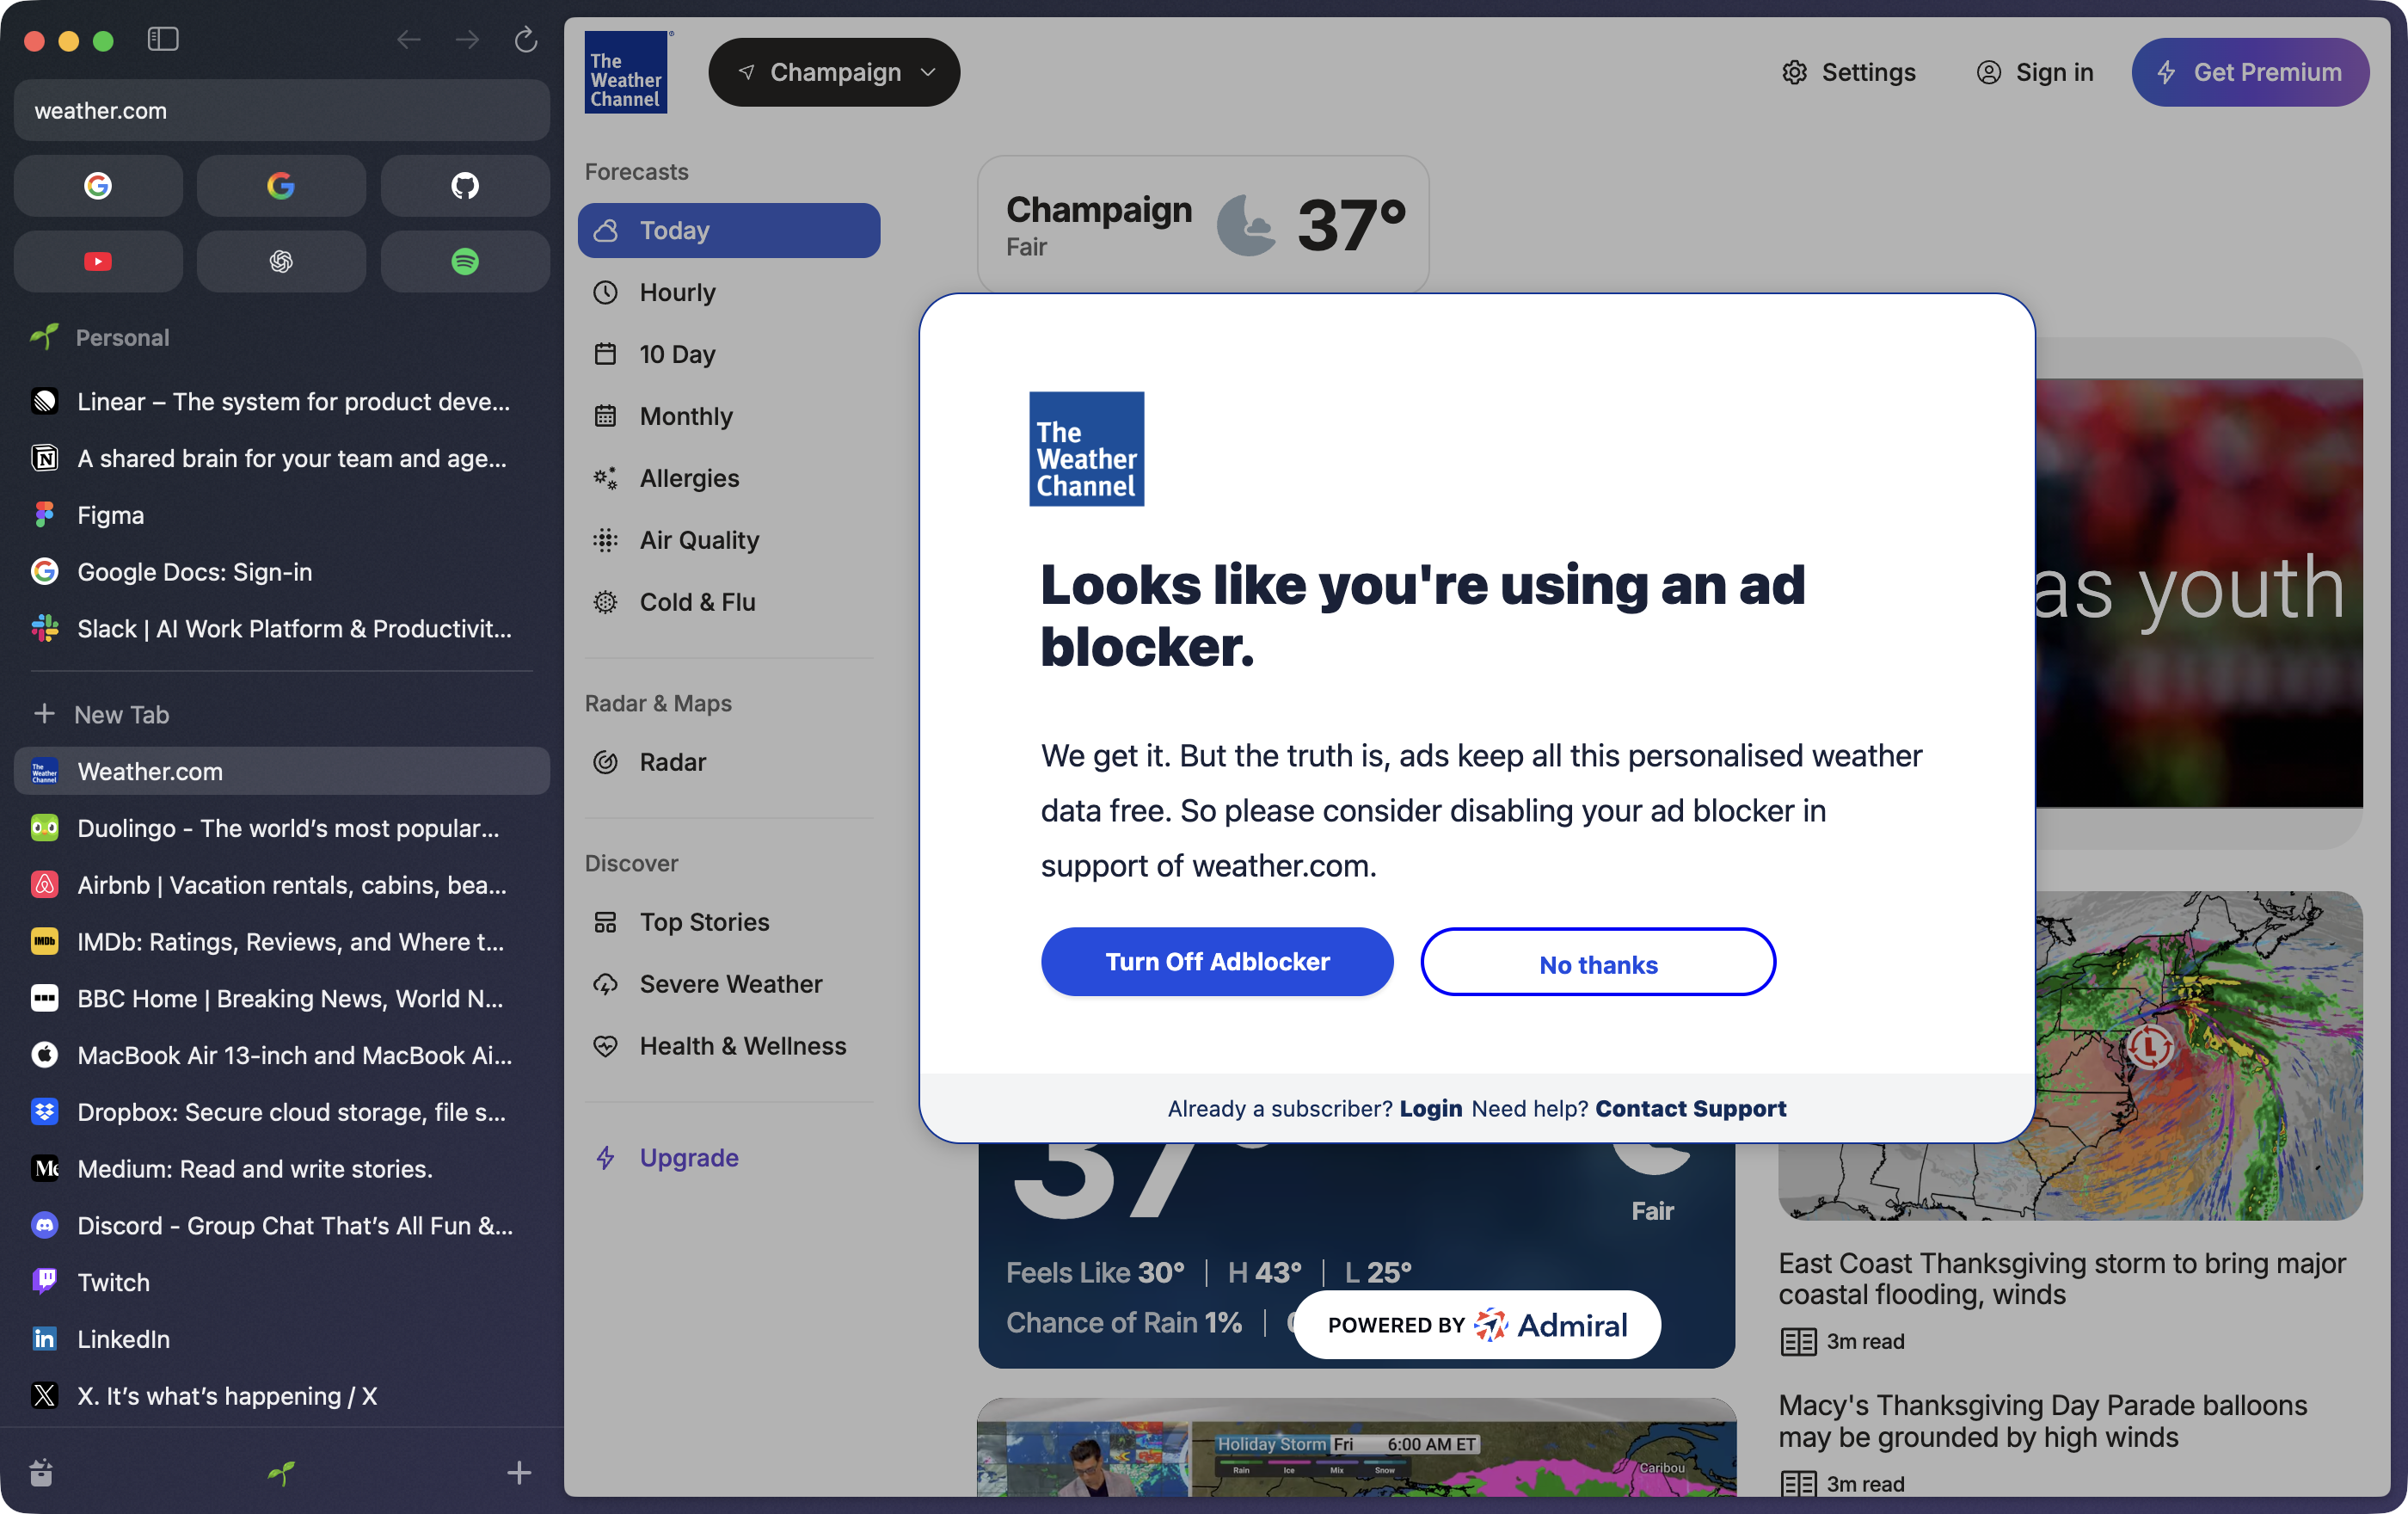 weather.com
Personal
Linear – The system for product deve...
A shared brain for your team and age...
Figma
Google Docs: Sign-in
Slack | AI Work Platform & Productivit...
New Tab
Weather.com
Duolingo - The world’s most popular...
Airbnb | Vacation rentals, cabins, bea...
IMDb: Ratings, Reviews, and Where t...
BBC Home | Breaking News, World N...
MacBook Air 13-inch and MacBook Ai...
Dropbox: Secure cloud storage, file s...
Medium: Read and write stories.
Discord - Group Chat That’s All Fun &...
Twitch
LinkedIn
X. It’s what’s happening / X
The
Weather
Channel
Champaign
Settings
Sign in
Get Premium
Forecasts
Today
Hourly
10 Day
Monthly
Allergies
Air Quality
Cold & Flu
Radar & Maps
Radar
Discover
Top Stories
Severe Weather
Health & Wellness
Upgrade
Champaign
Fair
37°
The
Weather
Channel
Looks like you're using an ad
blocker.
We get it. But the truth is, ads keep all this personalised weather
data free. So please consider disabling your ad blocker in
support of weather.com.
Turn Off Adblocker
No thanks
Already a subscriber? Login Need help? Contact Support
as youth
L
37°
Fair
Feels Like 30° | H 43° | L 25°
Chance of Rain 1% |
POWERED BY Admiral
Holiday Storm Fri 6:00 AM ET
Rain Ice Mix Snow
Caribou
East Coast Thanksgiving storm to bring major
coastal flooding, winds
3m read
Macy's Thanksgiving Day Parade balloons
may be grounded by high winds
3m read